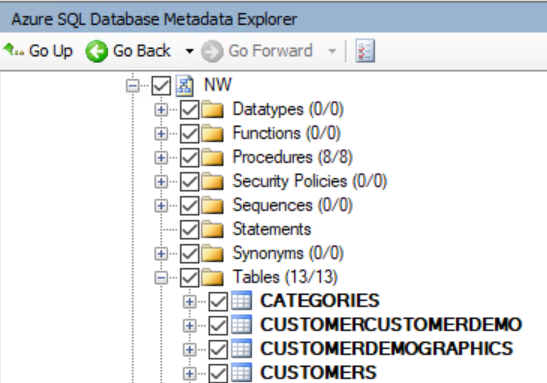 Azure SQL Database Metadata Explorer
Go Up Go Back Go Forward
NW
Datatypes (0/0)
Functions (0/0)
Procedures (8/8)
Security Policies (0/0)
Sequences (0/0)
Statements
Synonyms (0/0)
Tables (13/13)
CATEGORIES
CUSTOMERCUSTOMERDEMO
CUSTOMERDEMOGRAPHICS
CUSTOMERS